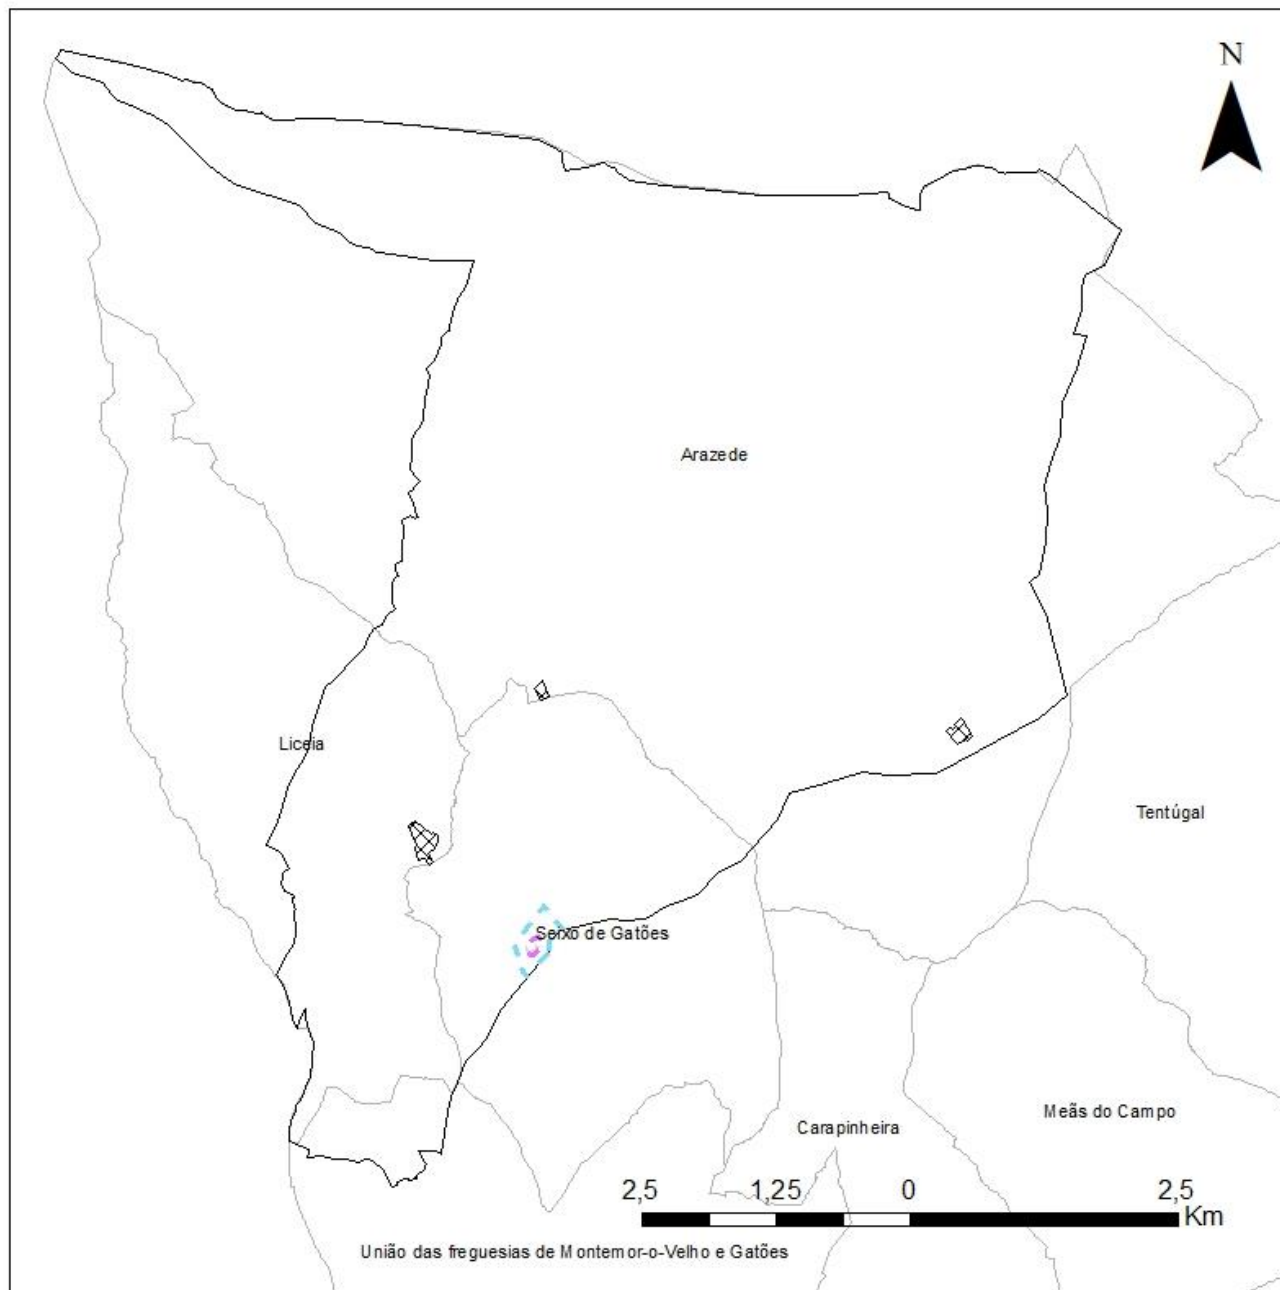 N
Arazede
Liceia
Tentúgal
Seixo de Gatões
Meãs do Campo
Carapinheira
2,5 1,25 0 2,5
Km
União das freguesias de Montemor-o-Velho e Gatões